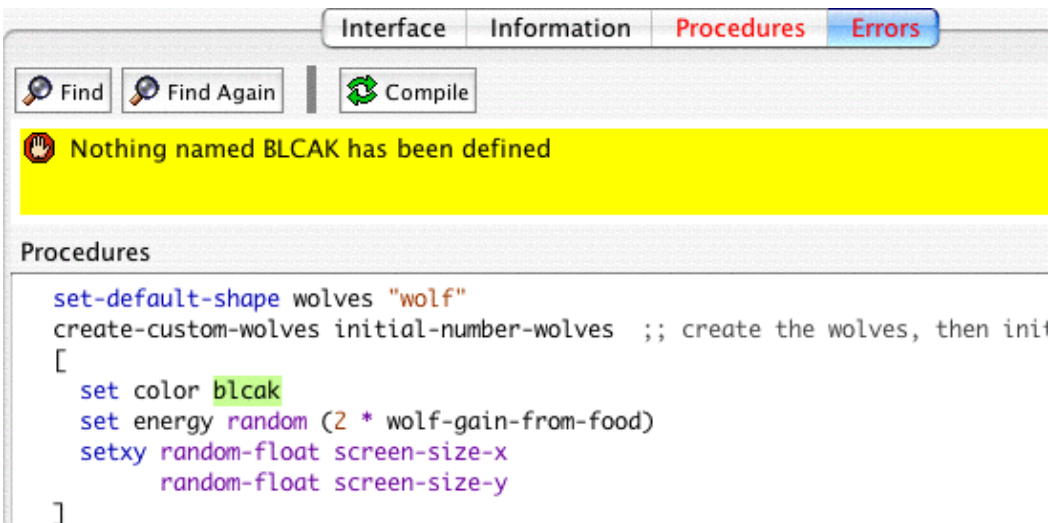 Interface Information Procedures Errors
Find Find Again Compile
Nothing named BLCAK has been defined
Procedures
set-default-shape wolves "wolf"
create-custom-wolves initial-number-wolves ;; create the wolves, then init
[
set color blcak
set energy random (2 * wolf-gain-from-food)
setxy random-float screen-size-x
random-float screen-size-y
]